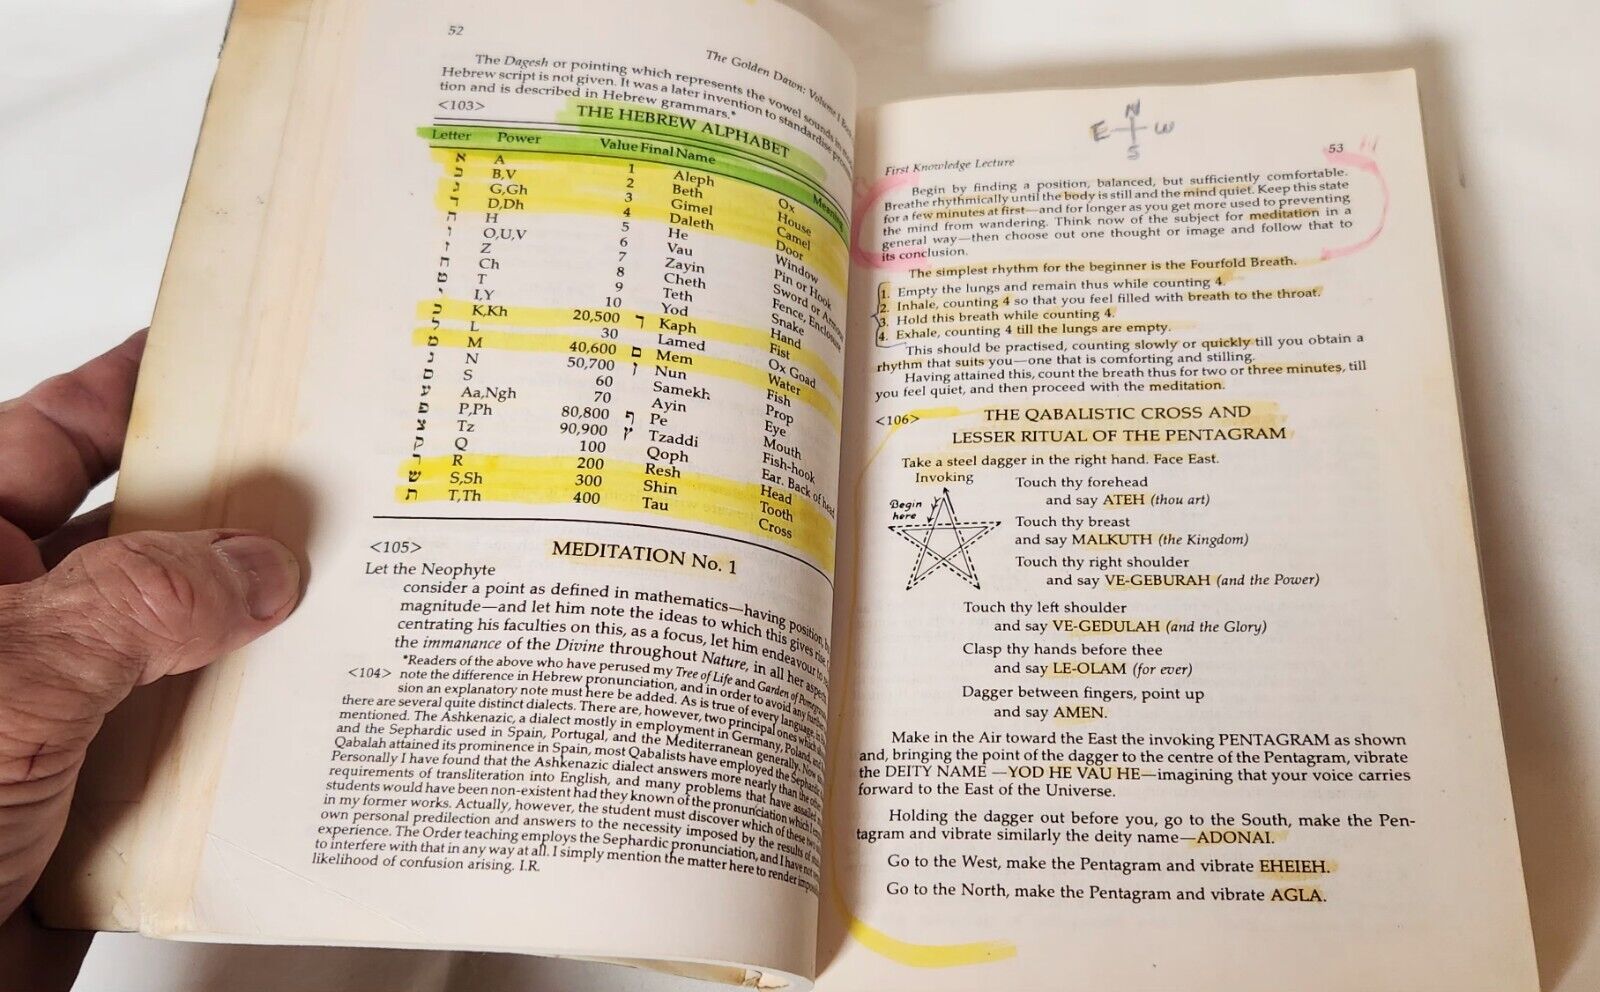 52
The Golden Dawn: Volume I Book
The Dagesh or pointing which represents the vowel sounds in
Hebrew script is not given. It was a later invention to standardise
tion and is described in Hebrew grammars.*
<103>
THE HEBREW ALPHABET
Letter Power Value Final Name Meaning
א A 1 Aleph Ox
ב B,V 2 Beth House
ג G,Gh 3 Gimel Camel
ד D,Dh 4 Daleth Door
ה H 5 He Window
ו O,U,V 6 Vau Pin or Hook
ז Z 7 Zayin Sword or Armour
ח Ch 8 Cheth Fence, Enclosure
ט T 9 Teth Snake
י I,Y 10 Yod Hand
כ K,Kh 20,500 ך Kaph Fist
ל L 30 Lamed Ox Goad
מ M 40,600 ם Mem Water
נ N 50,700 ן Nun Fish
ס S 60 Samekh Prop
ע Aa,Ngh 70 Ayin Eye
פ P,Ph 80,800 ף Pe Mouth
צ Tz 90,900 ץ Tzaddi Fish-hook
ק Q 100 Qoph Ear. Back of head
ר R 200 Resh Head
ש S,Sh 300 Shin Tooth
ת T,Th 400 Tau Cross
<105>
MEDITATION No. 1
Let the Neophyte
consider a point as defined in mathematics—having position,
magnitude—and let him note the ideas to which this gives rise.
centrating his faculties on this, as a focus, let him endeavour to
the immanance of the Divine throughout Nature, in all her aspects
*Readers of the above who have perused my Tree of Life and Garden of
<104> note the difference in Hebrew pronunciation, and in order to avoid any further
sion an explanatory note must here be added. As is true of every language,
there are several quite distinct dialects. There are, however, two principal ones which
mentioned. The Ashkenazic, a dialect mostly in employment in Germany, Poland,
and the Sephardic used in Spain, Portugal, and the Mediterranean generally. Now
Qabalah attained its prominence in Spain, most Qabalists have employed the Sephardic
Personally I have found that the Ashkenazic dialect answers more nearly than the other
requirements of transliteration into English, and many problems that have assailed
students would have been non-existent had they known of the pronunciation which I
in my former works. Actually, however, the student must discover which of these
own personal predilection and answers to the necessity imposed by the results of
experience. The Order teaching employs the Sephardic pronunciation, and I have not
to interfere with that in any way at all. I simply mention the matter here to render
likelihood of confusion arising. I.R.
N
E W
S
First Knowledge Lecture 53
Begin by finding a position, balanced, but sufficiently comfortable.
Breathe rhythmically until the body is still and the mind quiet. Keep this state
for a few minutes at first—and for longer as you get more used to preventing
the mind from wandering. Think now of the subject for meditation in a
general way—then choose out one thought or image and follow that to
its conclusion.
The simplest rhythm for the beginner is the Fourfold Breath.
1. Empty the lungs and remain thus while counting 4.
2. Inhale, counting 4 so that you feel filled with breath to the throat.
3. Hold this breath while counting 4.
4. Exhale, counting 4 till the lungs are empty.
This should be practised, counting slowly or quickly till you obtain a
rhythm that suits you—one that is comforting and stilling.
Having attained this, count the breath thus for two or three minutes, till
you feel quiet, and then proceed with the meditation.
<106>
THE QABALISTIC CROSS AND
LESSER RITUAL OF THE PENTAGRAM
Take a steel dagger in the right hand. Face East.
Invoking
Begin
here
Touch thy forehead
and say ATEH (thou art)
Touch thy breast
and say MALKUTH (the Kingdom)
Touch thy right shoulder
and say VE-GEBURAH (and the Power)
Touch thy left shoulder
and say VE-GEDULAH (and the Glory)
Clasp thy hands before thee
and say LE-OLAM (for ever)
Dagger between fingers, point up
and say AMEN.
Make in the Air toward the East the invoking PENTAGRAM as shown
and, bringing the point of the dagger to the centre of the Pentagram, vibrate
the DEITY NAME —YOD HE VAU HE—imagining that your voice carries
forward to the East of the Universe.
Holding the dagger out before you, go to the South, make the Pen-
tagram and vibrate similarly the deity name—ADONAI.
Go to the West, make the Pentagram and vibrate EHEIEH.
Go to the North, make the Pentagram and vibrate AGLA.